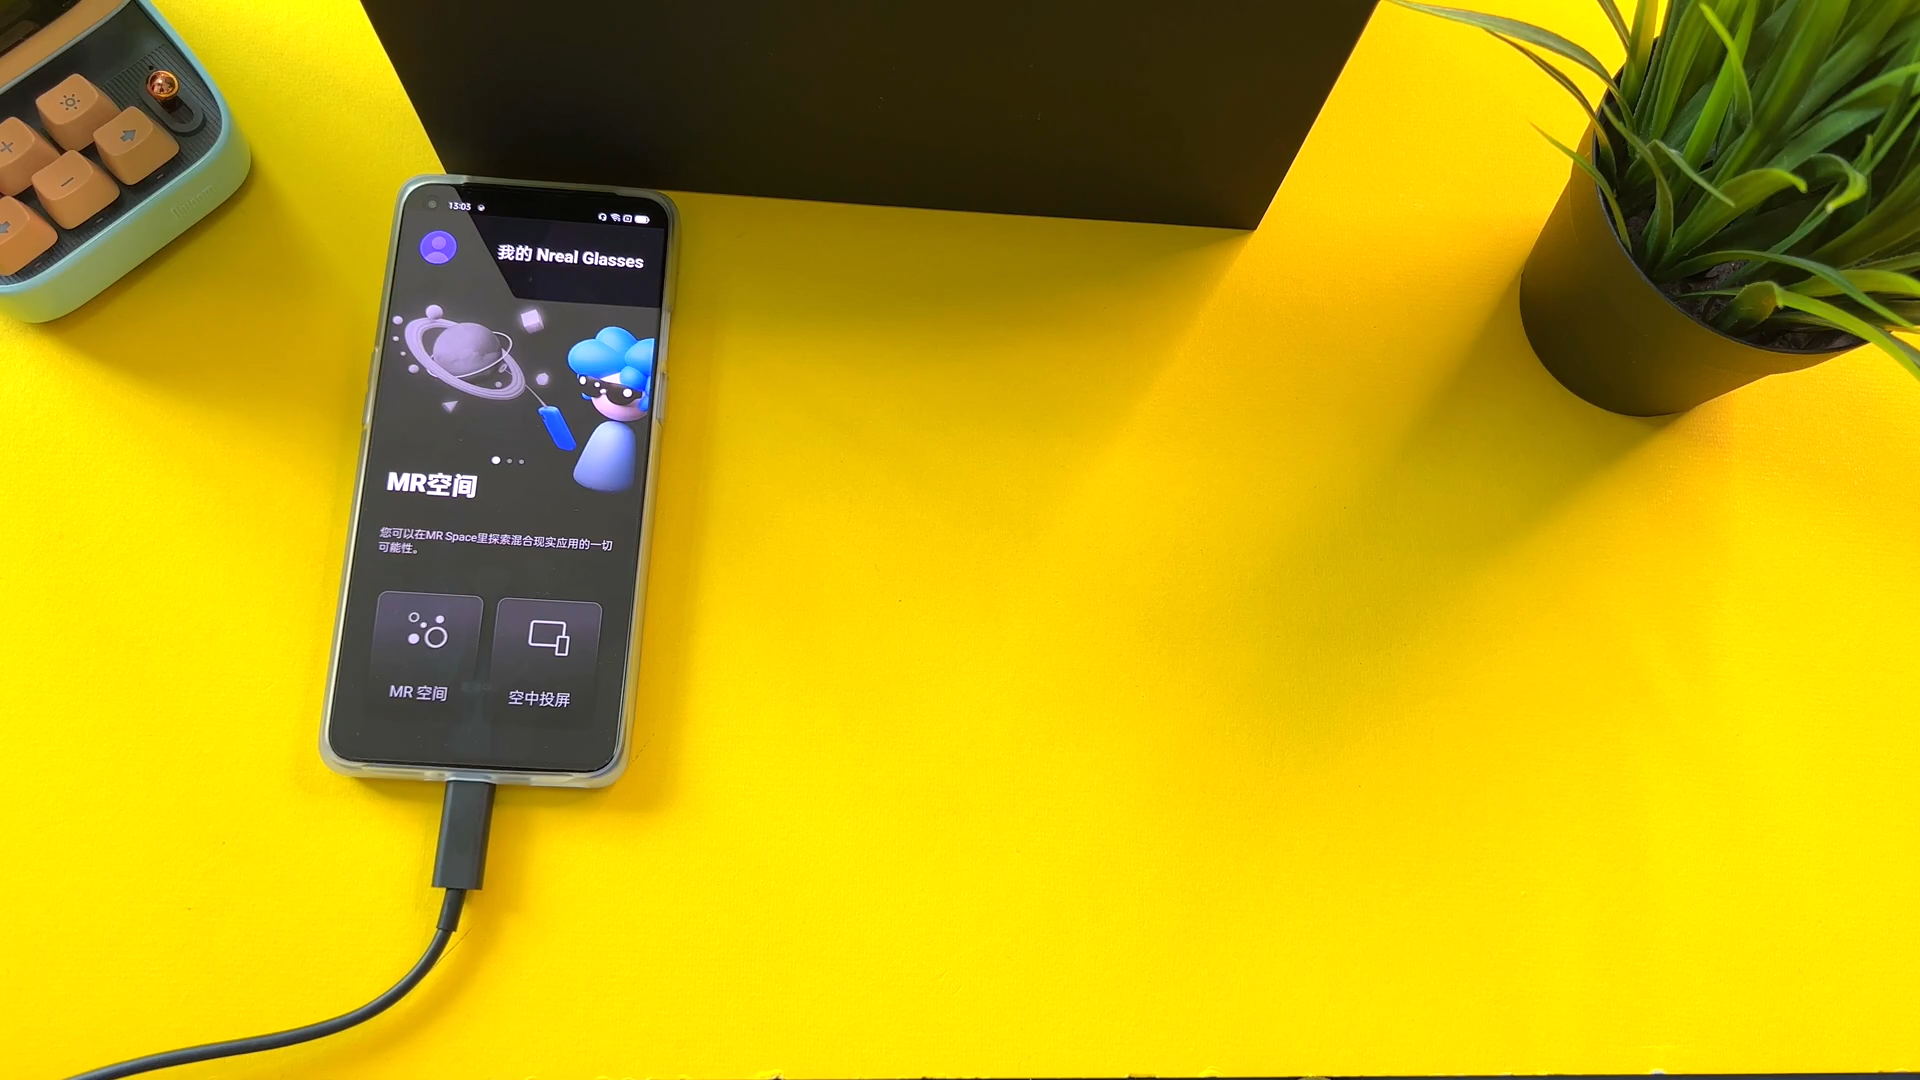 13:03
我的 Nreal Glasses
MR空间
您可以在MR Space里探索混合现实应用的一切
可能性。
MR 空间
空中投屏